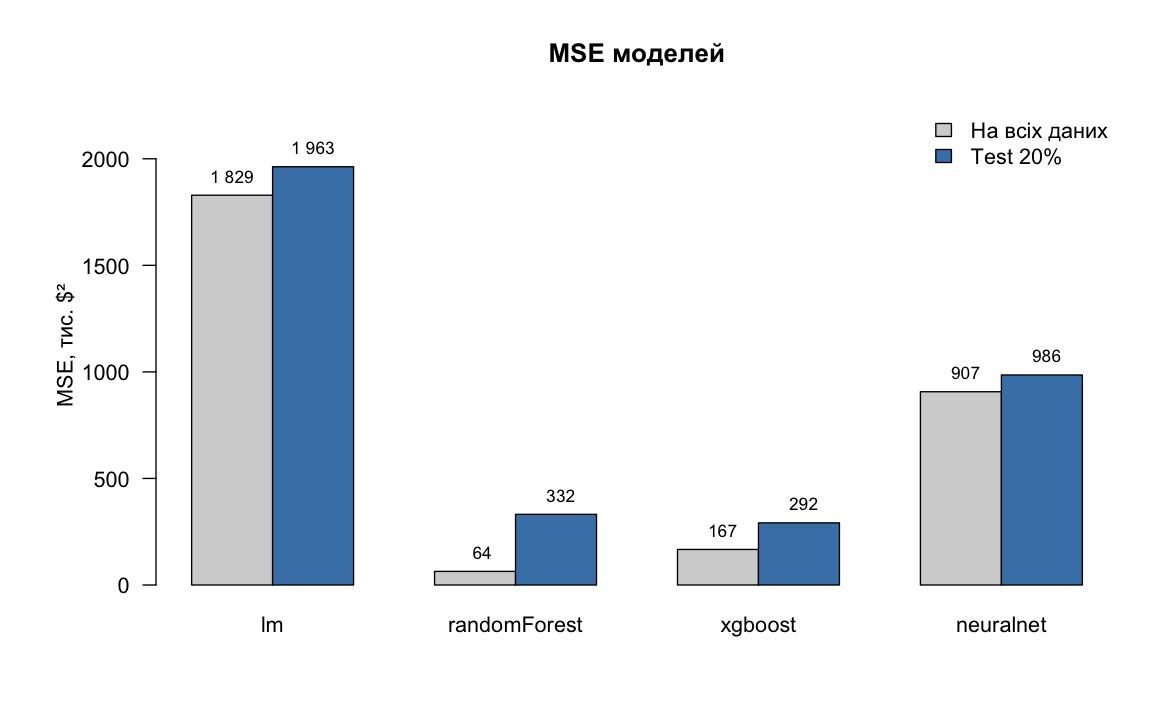 MSE моделей
На всіх даних
Test 20%
MSE, тис. $²
2000
1500
1000
500
0
1 829
1 963
64
332
167
292
907
986
lm
randomForest
xgboost
neuralnet